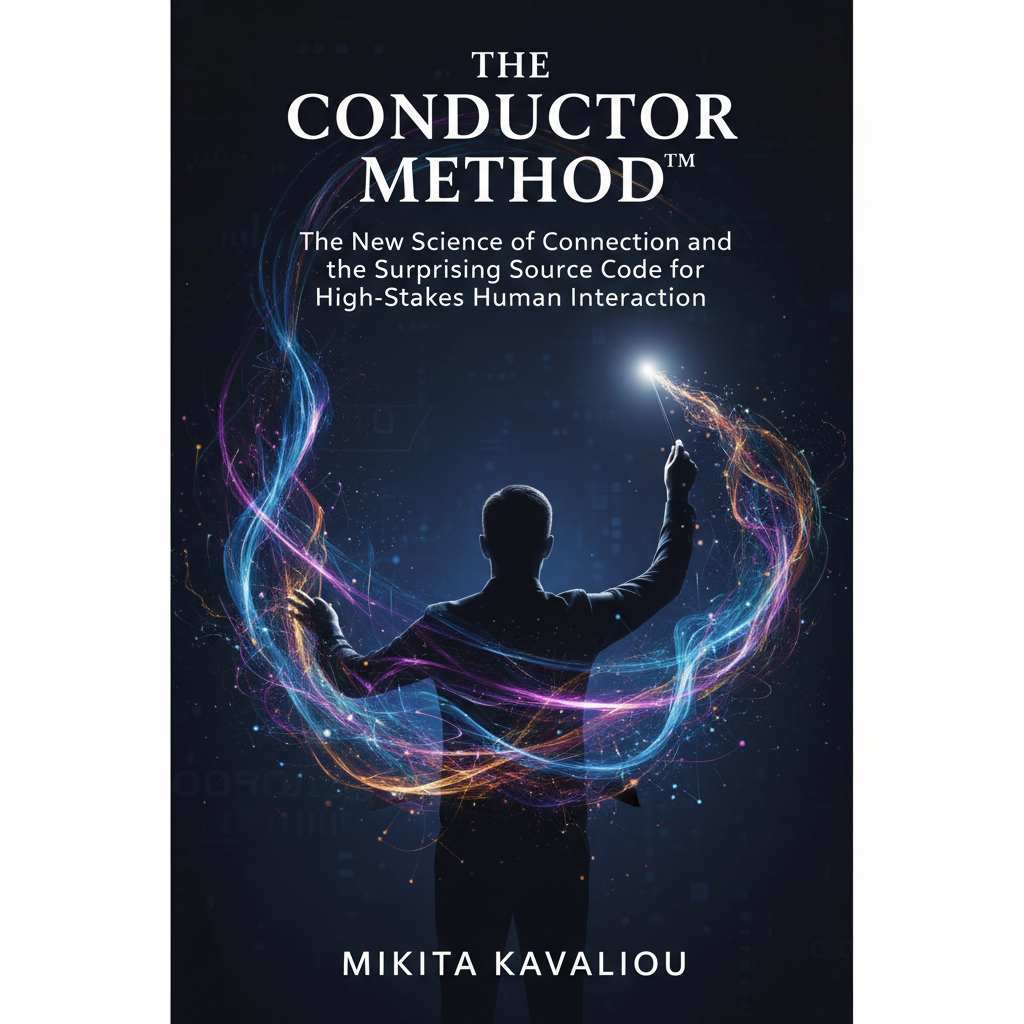 THE
CONDUCTOR
METHOD™
The New Science of Connection and
the Surprising Source Code for
High-Stakes Human Interaction
MIKITA KAVALIOU